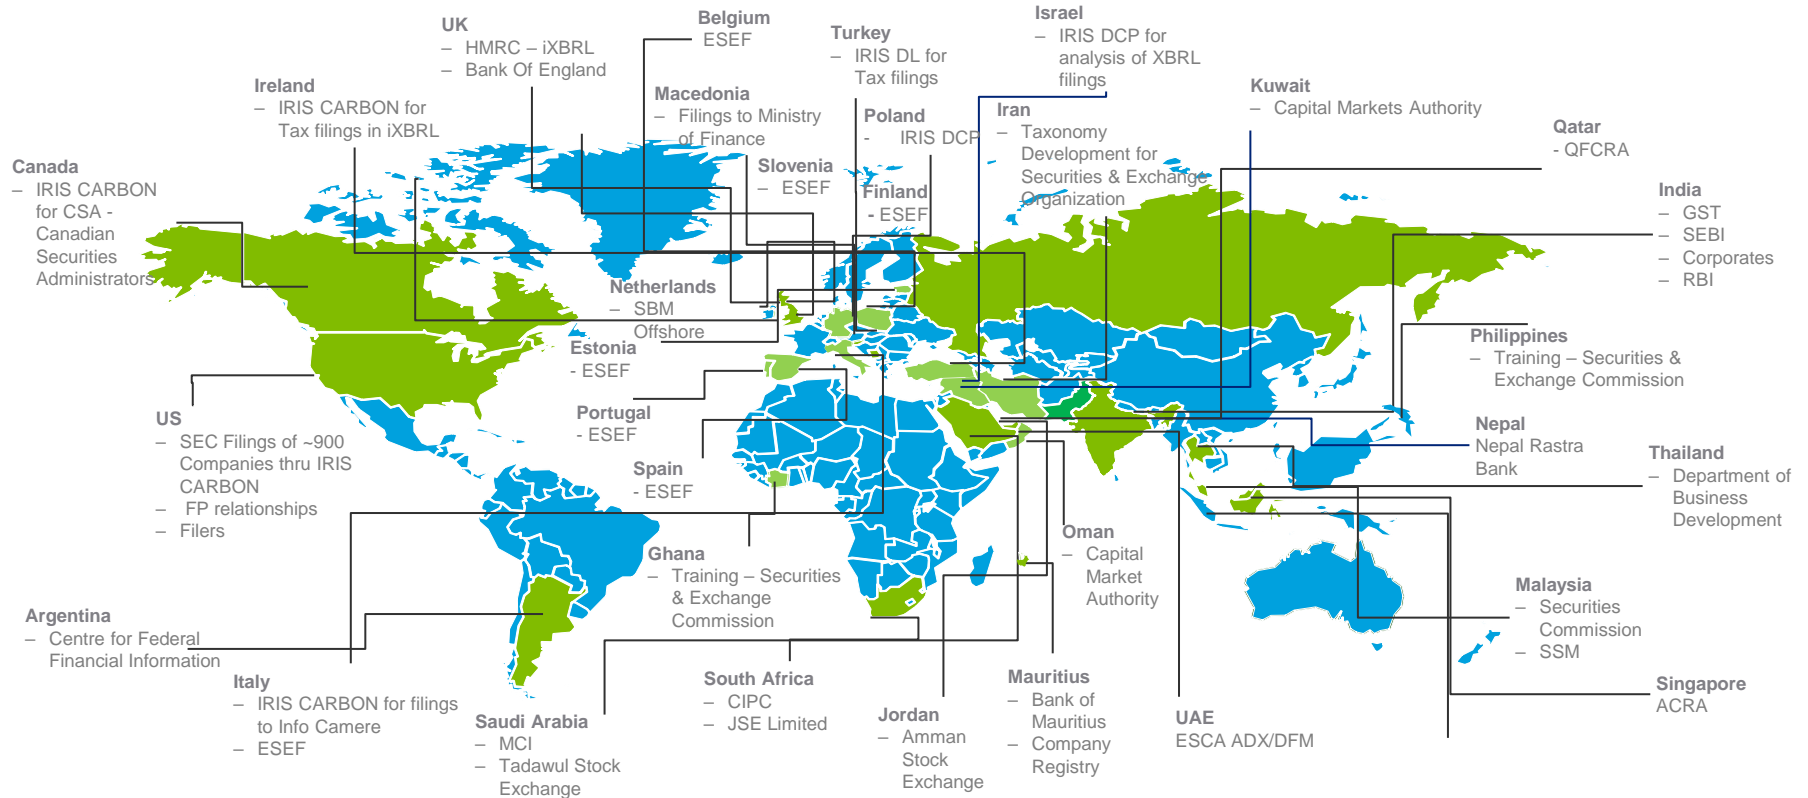 UK
– HMRC – iXBRL
– Bank Of England
Belgium
ESEF
Turkey
– IRIS DL for
Tax filings
Israel
– IRIS DCP for
analysis of XBRL
filings
Ireland
– IRIS CARBON for
Tax filings in iXBRL
Macedonia
– Filings to Ministry
of Finance
Poland
- IRIS DCP
Iran
– Taxonomy
Development for
Securities & Exchange
Organization
Kuwait
– Capital Markets Authority
Qatar
- QFCRA
Canada
– IRIS CARBON
for CSA -
Canadian
Securities
Administrators
Slovenia
– ESEF
Finland
- ESEF
India
– GST
– SEBI
– Corporates
– RBI
Netherlands
– SBM
Offshore
Estonia
- ESEF
Philippines
– Training – Securities &
Exchange Commission
US
– SEC Filings of ~900
Companies thru IRIS
CARBON
– FP relationships
– Filers
Portugal
- ESEF
Spain
- ESEF
Nepal
Nepal Rastra
Bank
Thailand
– Department of
Business
Development
Ghana
– Training – Securities
& Exchange
Commission
Oman
– Capital
Market
Authority
Malaysia
– Securities
Commission
– SSM
Argentina
– Centre for Federal
Financial Information
Italy
– IRIS CARBON for filings
to Info Camere
– ESEF
Saudi Arabia
– MCI
– Tadawul Stock
Exchange
South Africa
– CIPC
– JSE Limited
Jordan
– Amman
Stock
Exchange
Mauritius
– Bank of
Mauritius
– Company
Registry
UAE
ESCA ADX/DFM
Singapore
ACRA